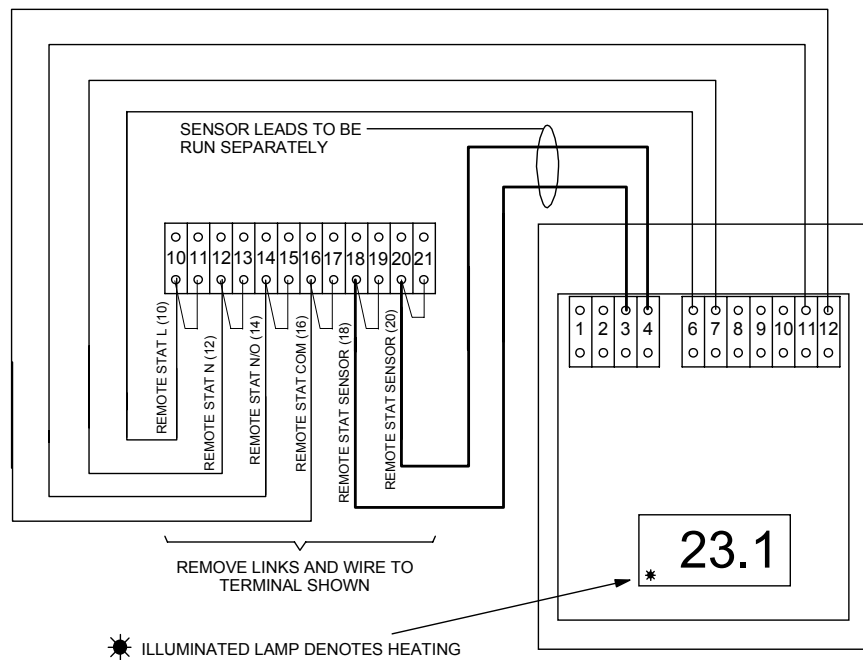 SENSOR LEADS TO BE
RUN SEPARATELY
10 11 12 13 14 15 16 17 18 19 20 21
1 2 3 4 6 7 8 9 10 11 12
REMOTE STAT L (10)
REMOTE STAT N (12)
REMOTE STAT N/O (14)
REMOTE STAT COM (16)
REMOTE STAT SENSOR (18)
REMOTE STAT SENSOR (20)
23.1
REMOVE LINKS AND WIRE TO
TERMINAL SHOWN
ILLUMINATED LAMP DENOTES HEATING